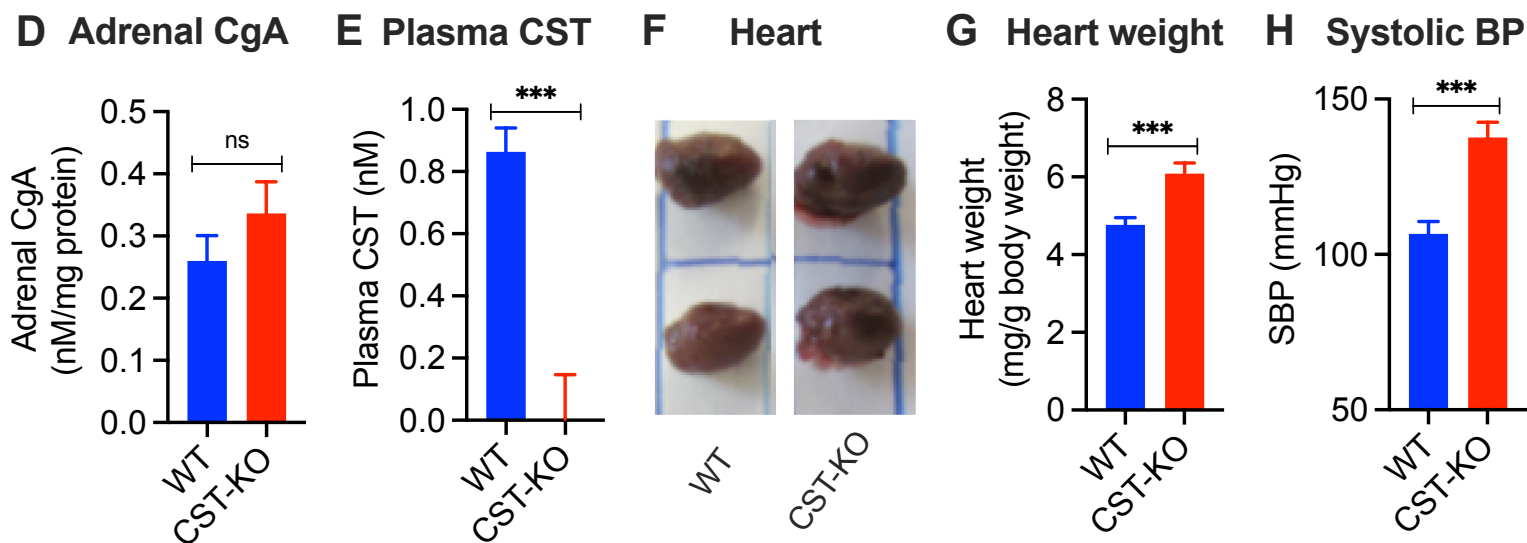 D Adrenal CgA
Adrenal CgA
(nM/mg protein)
0.5
0.4
0.3
0.2
0.1
0.0
ns
WT
CST-KO
E Plasma CST
Plasma CST (nM)
1.0
0.8
0.6
0.4
0.2
0.0
***
WT
CST-KO
F Heart
WT
CST-KO
G Heart weight
Heart weight
(mg/g body weight)
8
6
4
2
0
***
WT
CST-KO
H Systolic BP
SBP (mmHg)
150
100
50
***
WT
CST-KO